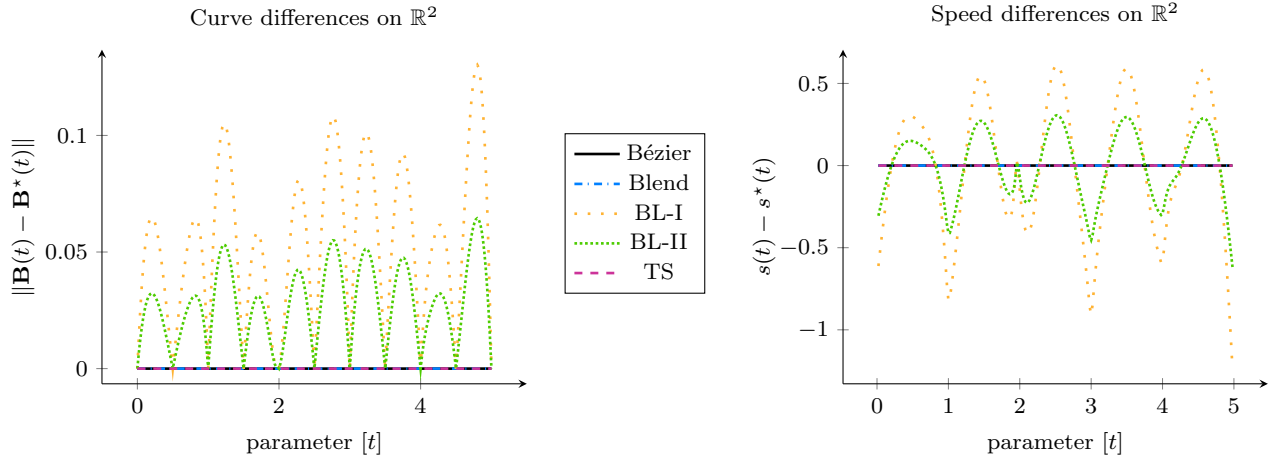 Curve differences on ℝ²
0.1
0.05
0
0 2 4
parameter [t]
‖B(t) − B⋆(t)‖
Bézier
Blend
BL-I
BL-II
TS
Speed differences on ℝ²
0.5
0
−0.5
−1
0 1 2 3 4 5
parameter [t]
s(t) − s⋆(t)